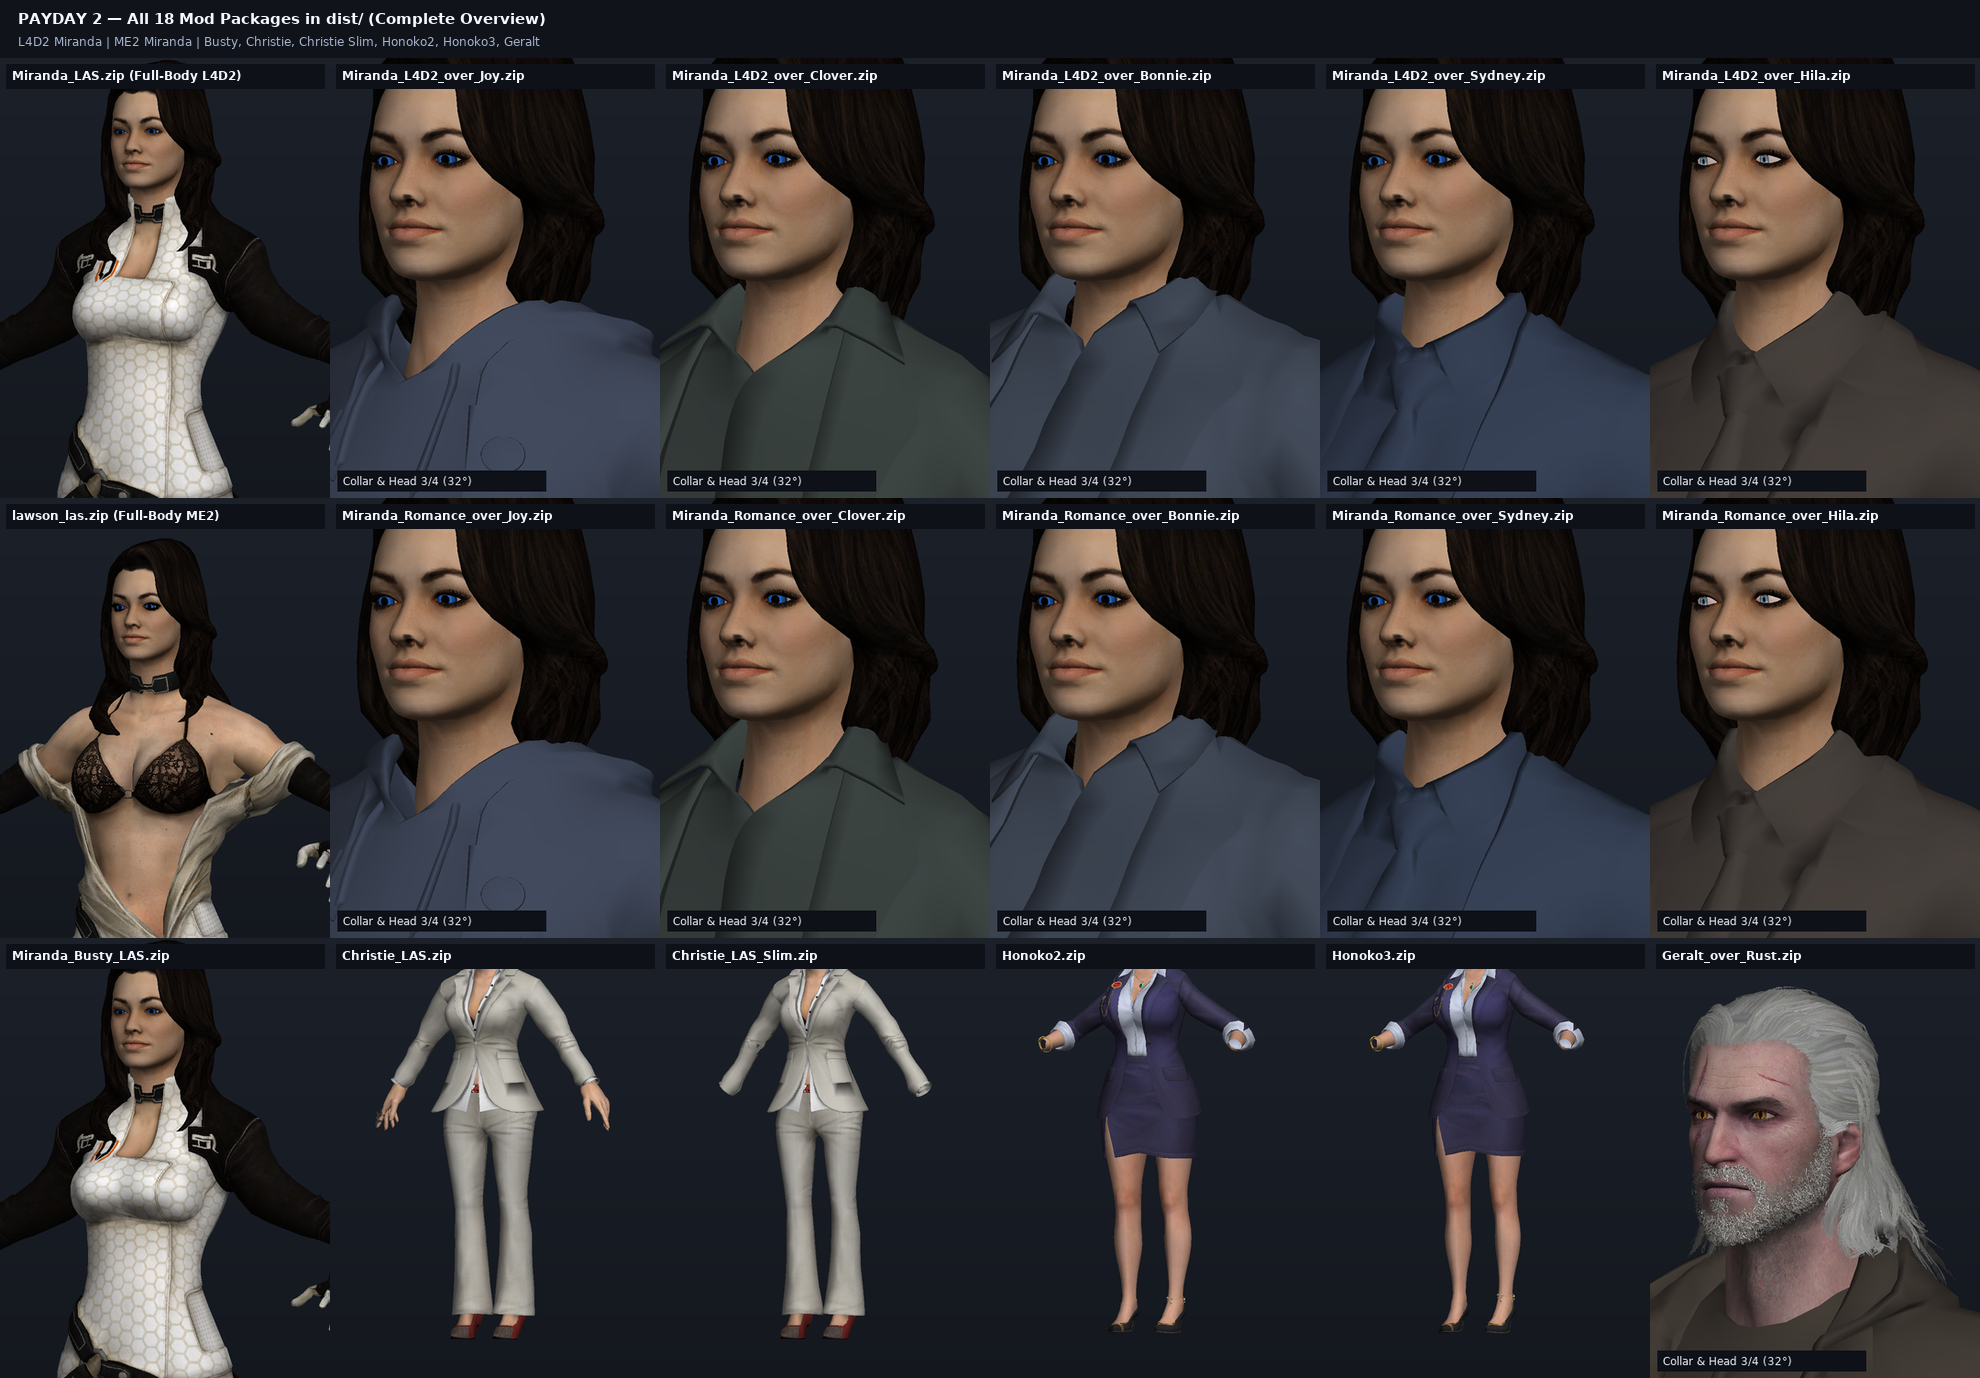 PAYDAY 2 — All 18 Mod Packages in dist/ (Complete Overview)
L4D2 Miranda | ME2 Miranda | Busty, Christie, Christie Slim, Honoko2, Honoko3, Geralt
Miranda_LAS.zip (Full-Body L4D2)
Miranda_L4D2_over_Joy.zip
Miranda_L4D2_over_Clover.zip
Miranda_L4D2_over_Bonnie.zip
Miranda_L4D2_over_Sydney.zip
Miranda_L4D2_over_Hila.zip
Collar & Head 3/4 (32°)
Collar & Head 3/4 (32°)
Collar & Head 3/4 (32°)
Collar & Head 3/4 (32°)
Collar & Head 3/4 (32°)
lawson_las.zip (Full-Body ME2)
Miranda_Romance_over_Joy.zip
Miranda_Romance_over_Clover.zip
Miranda_Romance_over_Bonnie.zip
Miranda_Romance_over_Sydney.zip
Miranda_Romance_over_Hila.zip
Collar & Head 3/4 (32°)
Collar & Head 3/4 (32°)
Collar & Head 3/4 (32°)
Collar & Head 3/4 (32°)
Collar & Head 3/4 (32°)
Miranda_Busty_LAS.zip
Christie_LAS.zip
Christie_LAS_Slim.zip
Honoko2.zip
Honoko3.zip
Geralt_over_Rust.zip
Collar & Head 3/4 (32°)